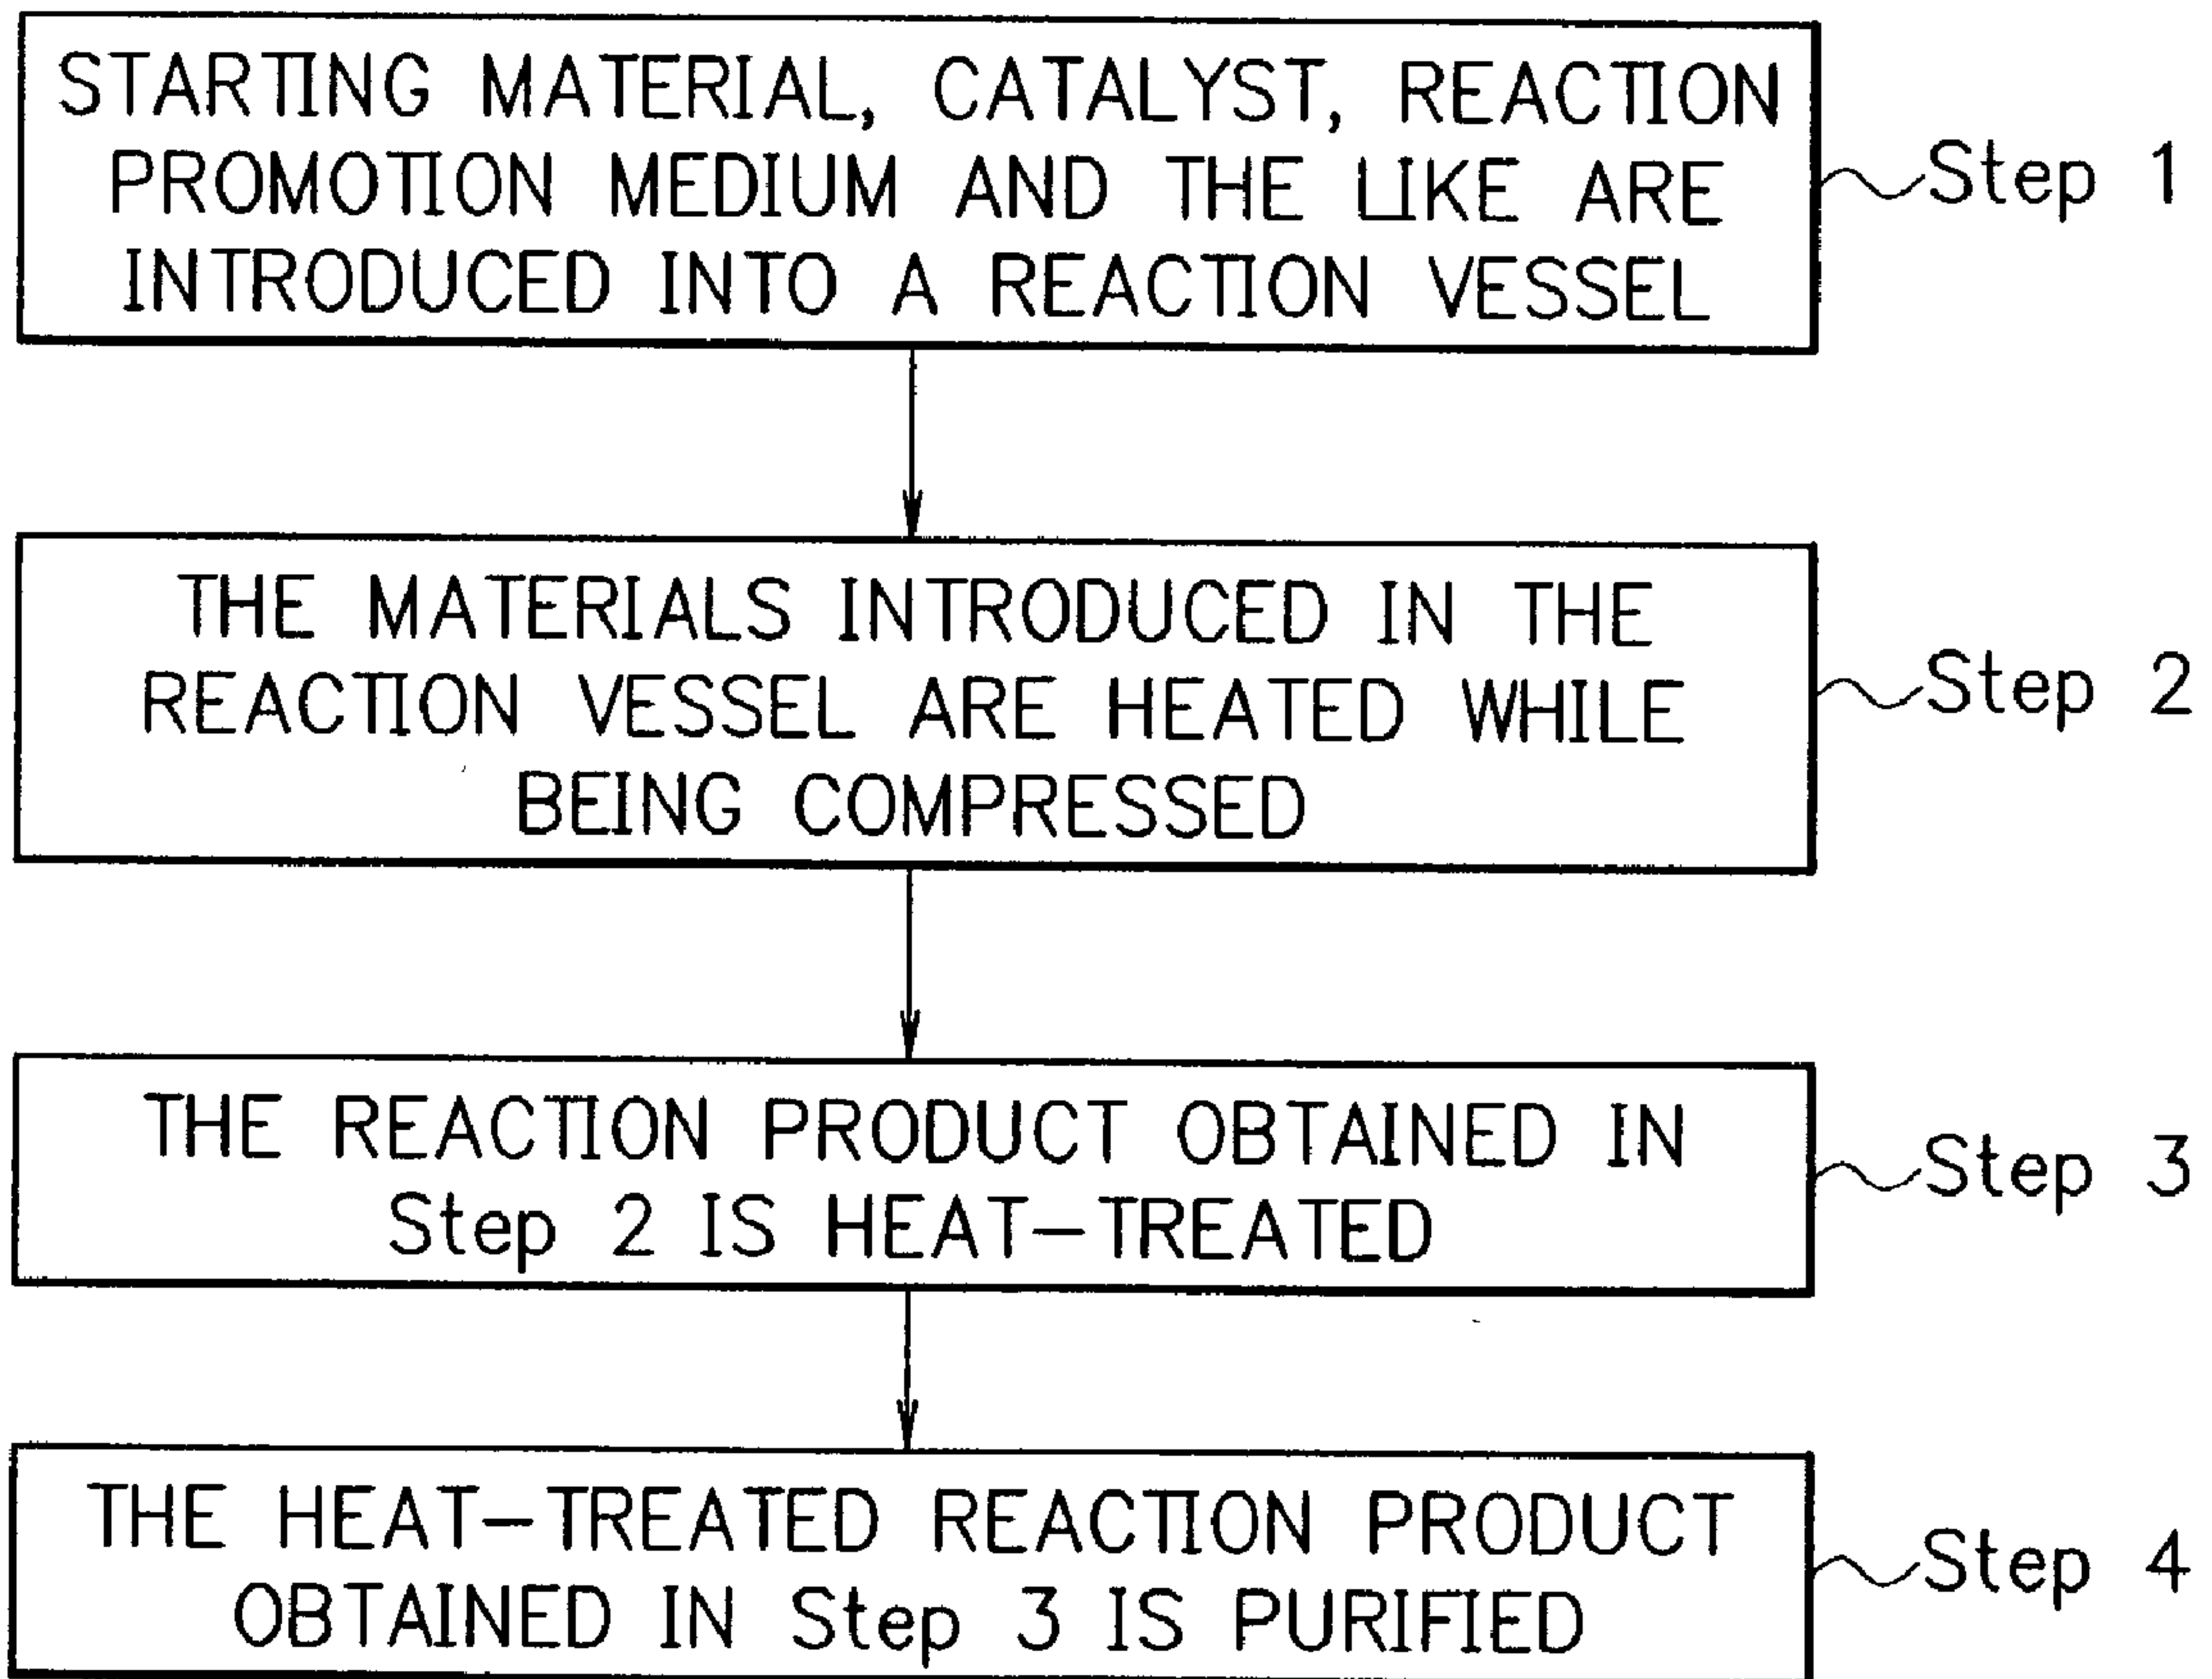 STARTING MATERIAL, CATALYST, REACTION
PROMOTION MEDIUM AND THE LIKE ARE
INTRODUCED INTO A REACTION VESSEL
Step 1
THE MATERIALS INTRODUCED IN THE
REACTION VESSEL ARE HEATED WHILE
BEING COMPRESSED
Step 2
THE REACTION PRODUCT OBTAINED IN
Step 2 IS HEAT-TREATED
Step 3
THE HEAT-TREATED REACTION PRODUCT
OBTAINED IN Step 3 IS PURIFIED
Step 4